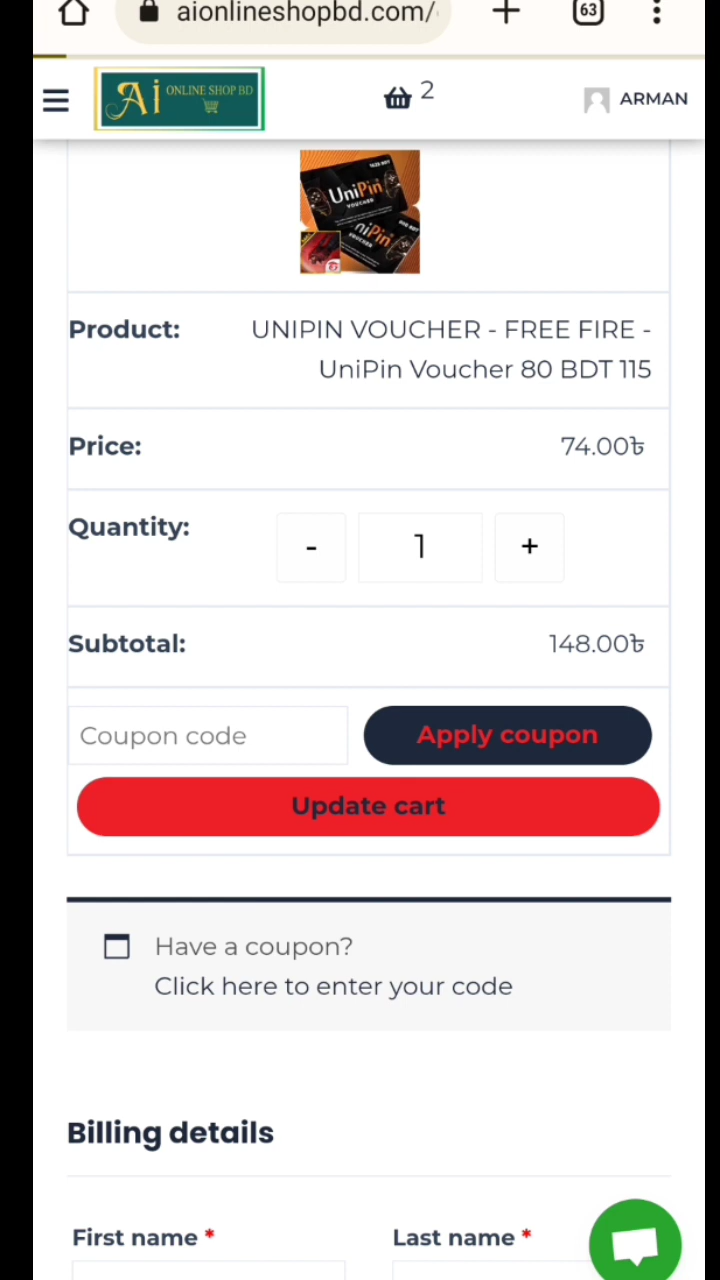 aionlineshopbd.com/
63
Ai ONLINE SHOP BD
2
ARMAN
UniPin
VOUCHER
niPin
VOUCHER
Product:
UNIPIN VOUCHER - FREE FIRE -
UniPin Voucher 80 BDT 115
Price:
74.00৳
Quantity:
- 1 +
Subtotal:
148.00৳
Coupon code
Apply coupon
Update cart
Have a coupon?
Click here to enter your code
Billing details
First name *
Last name *